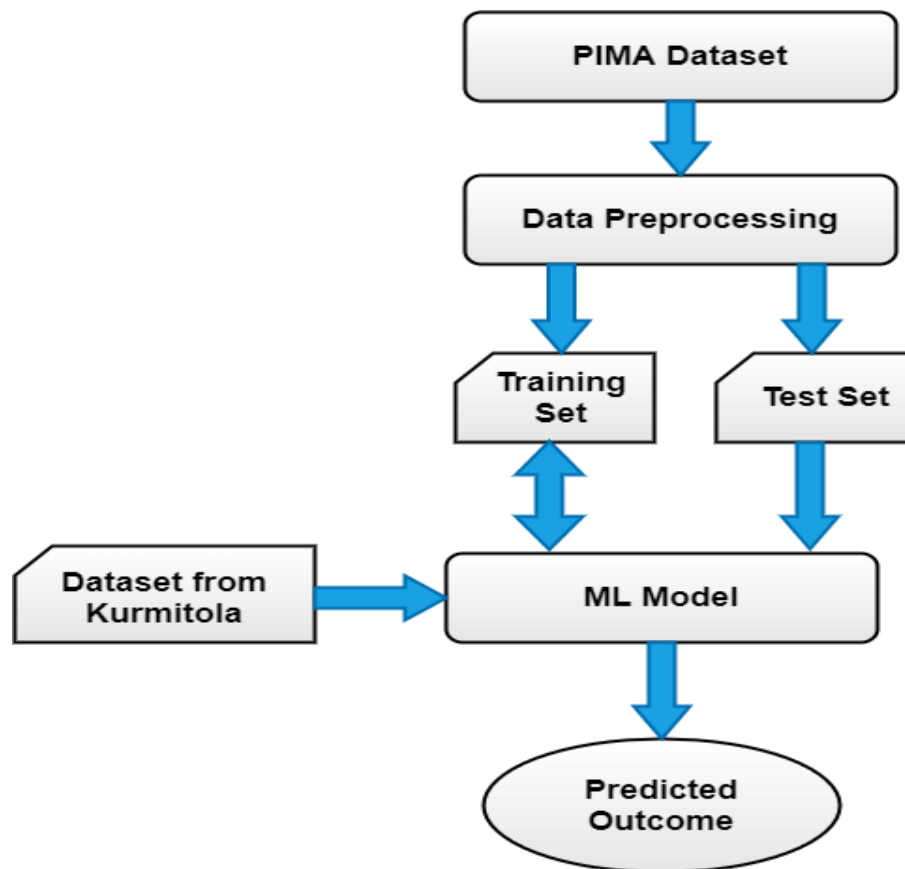 PIMA Dataset
Data Preprocessing
Training
Set
Test Set
Dataset from
Kurmitola
ML Model
Predicted
Outcome